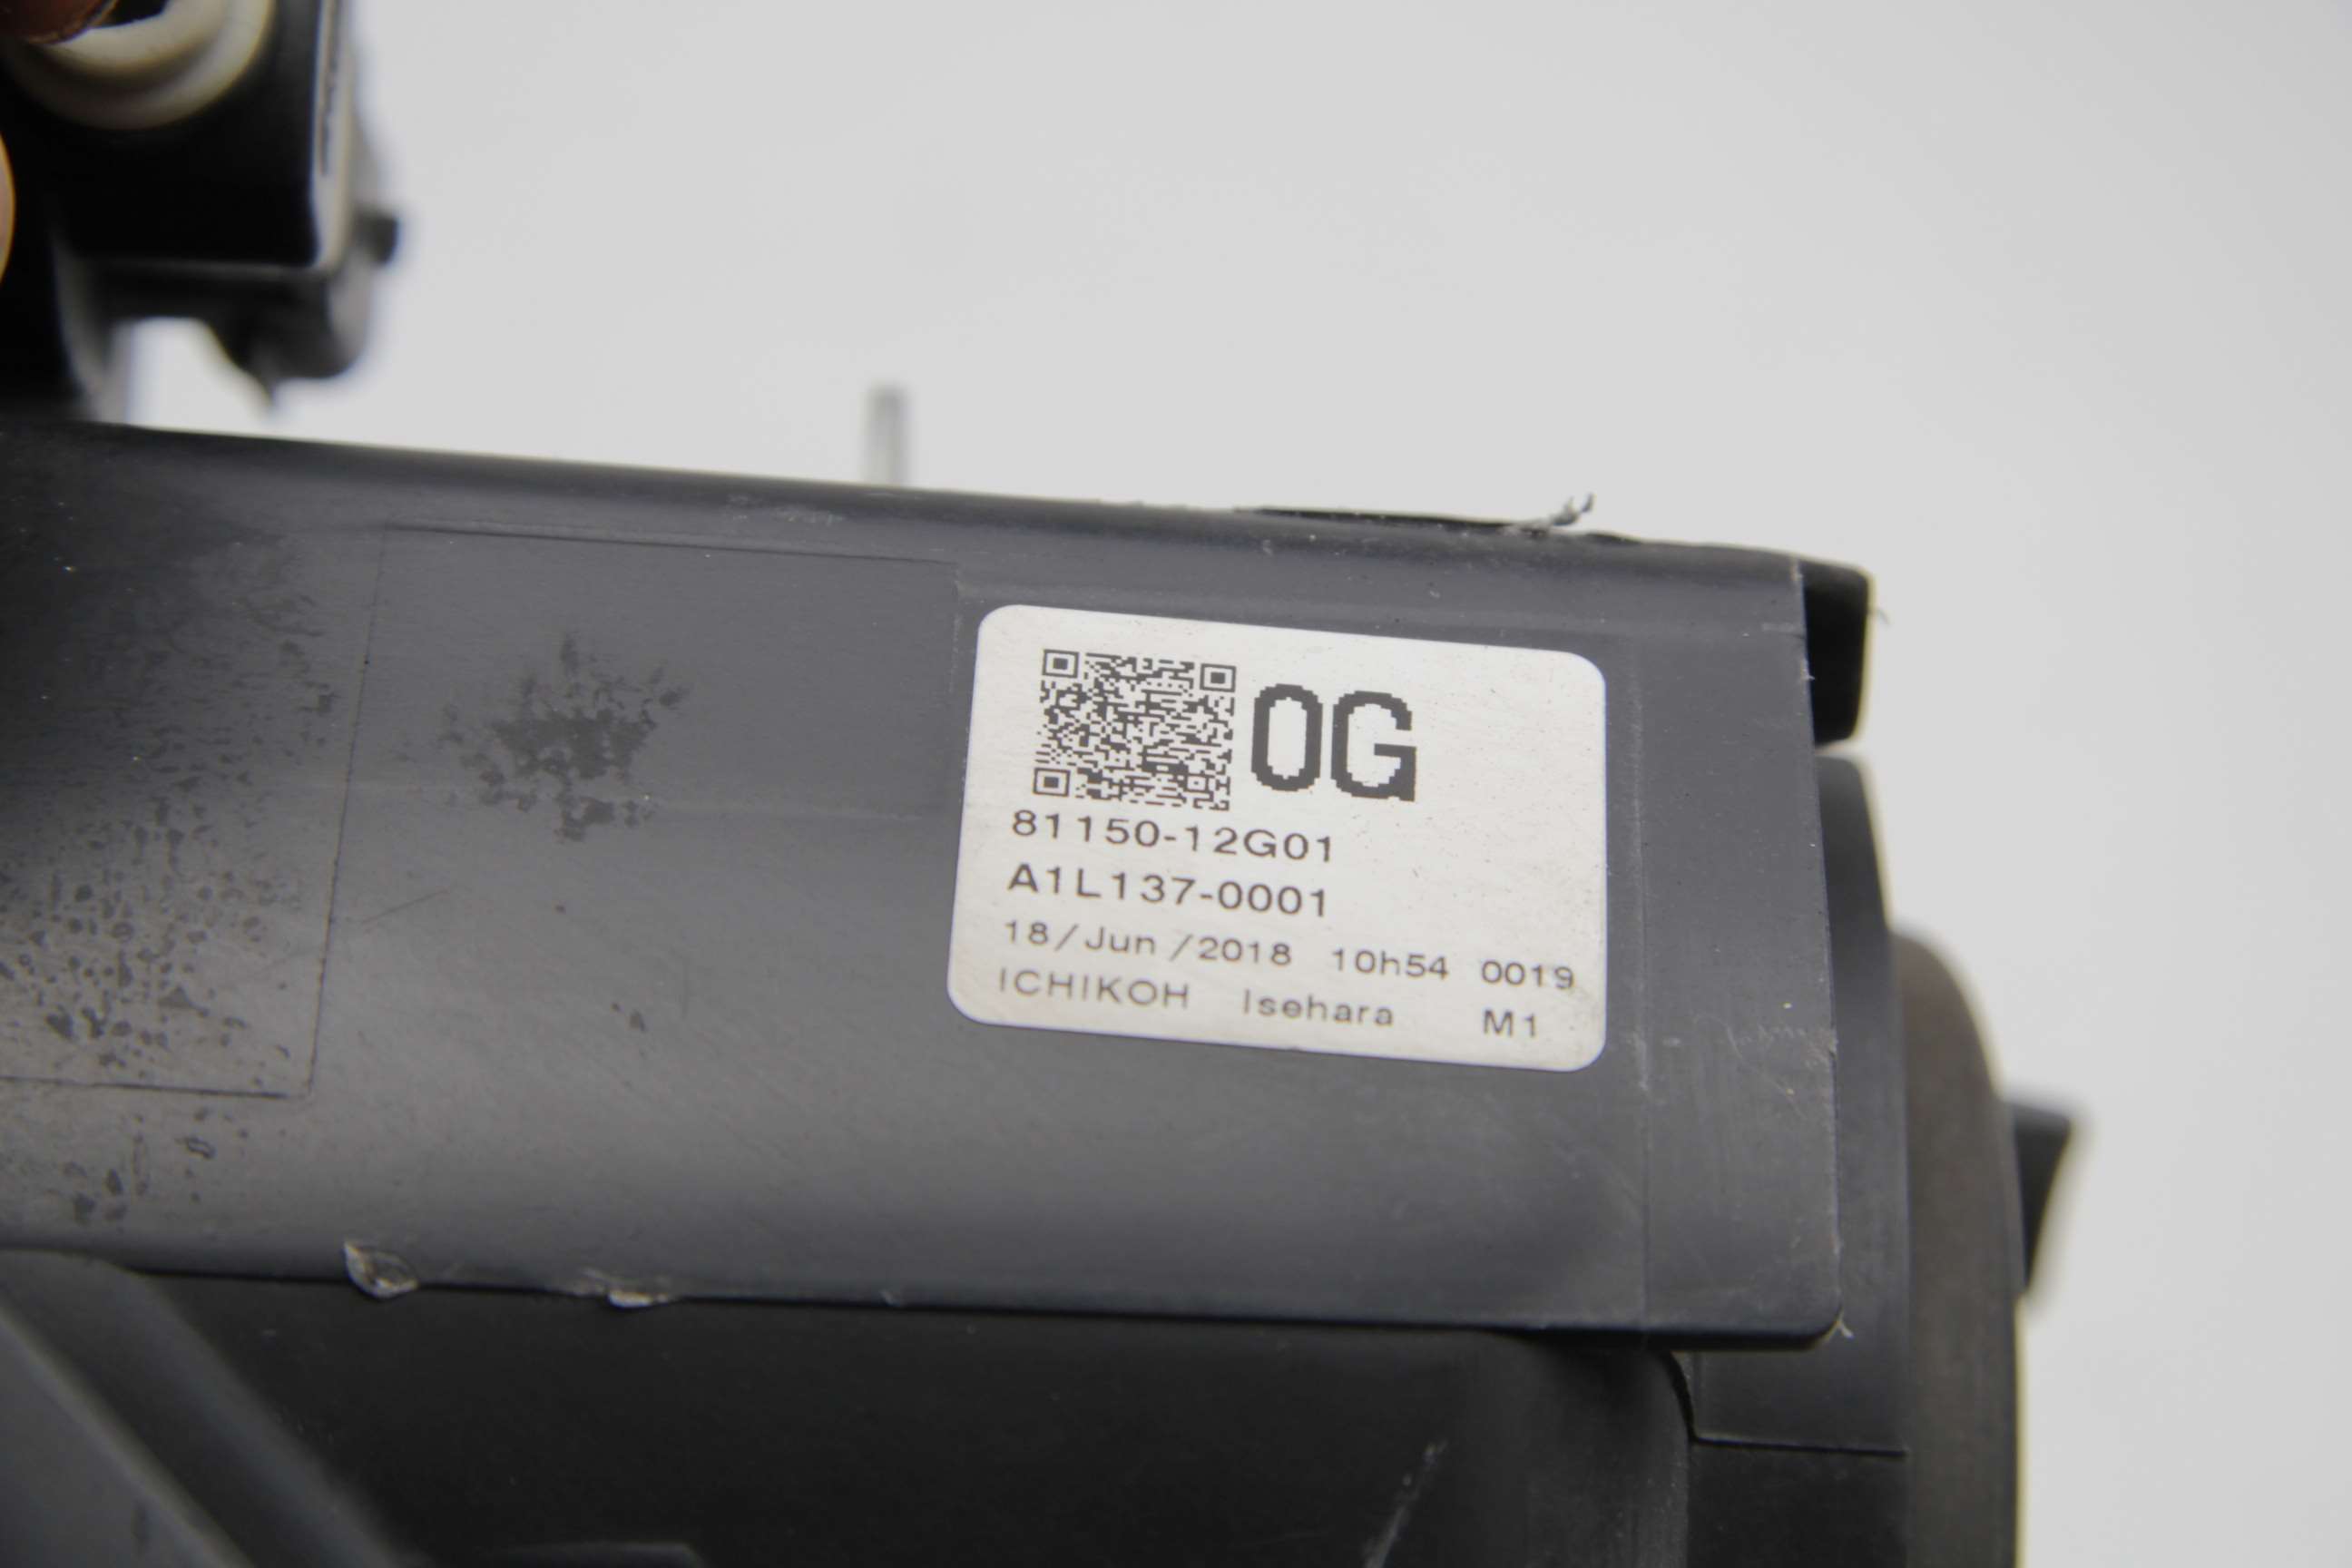 0G
81150-12G01
A1L137-0001
18/Jun/2018 10h54 0019
ICHIKOH Isehara M1